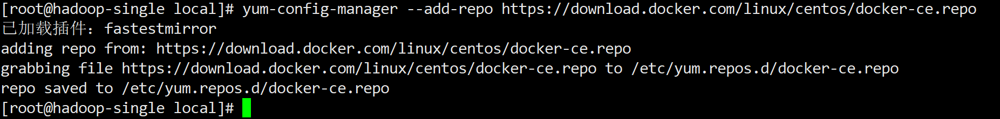 [root@hadoop-single local]# yum-config-manager --add-repo https://download.docker.com/linux/centos/docker-ce.repo
已加载插件：fastestmirror
adding repo from: https://download.docker.com/linux/centos/docker-ce.repo
grabbing file https://download.docker.com/linux/centos/docker-ce.repo to /etc/yum.repos.d/docker-ce.repo
repo saved to /etc/yum.repos.d/docker-ce.repo
[root@hadoop-single local]#